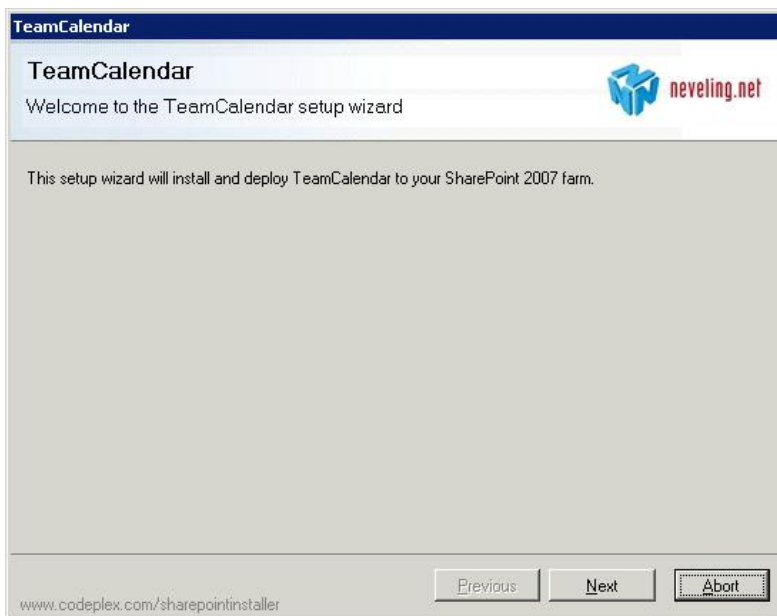 TeamCalendar
TeamCalendar
Welcome to the TeamCalendar setup wizard
neveling.net
This setup wizard will install and deploy TeamCalendar to your SharePoint 2007 farm.
Previous
Next
Abort
www.codeplex.com/sharepointinstaller